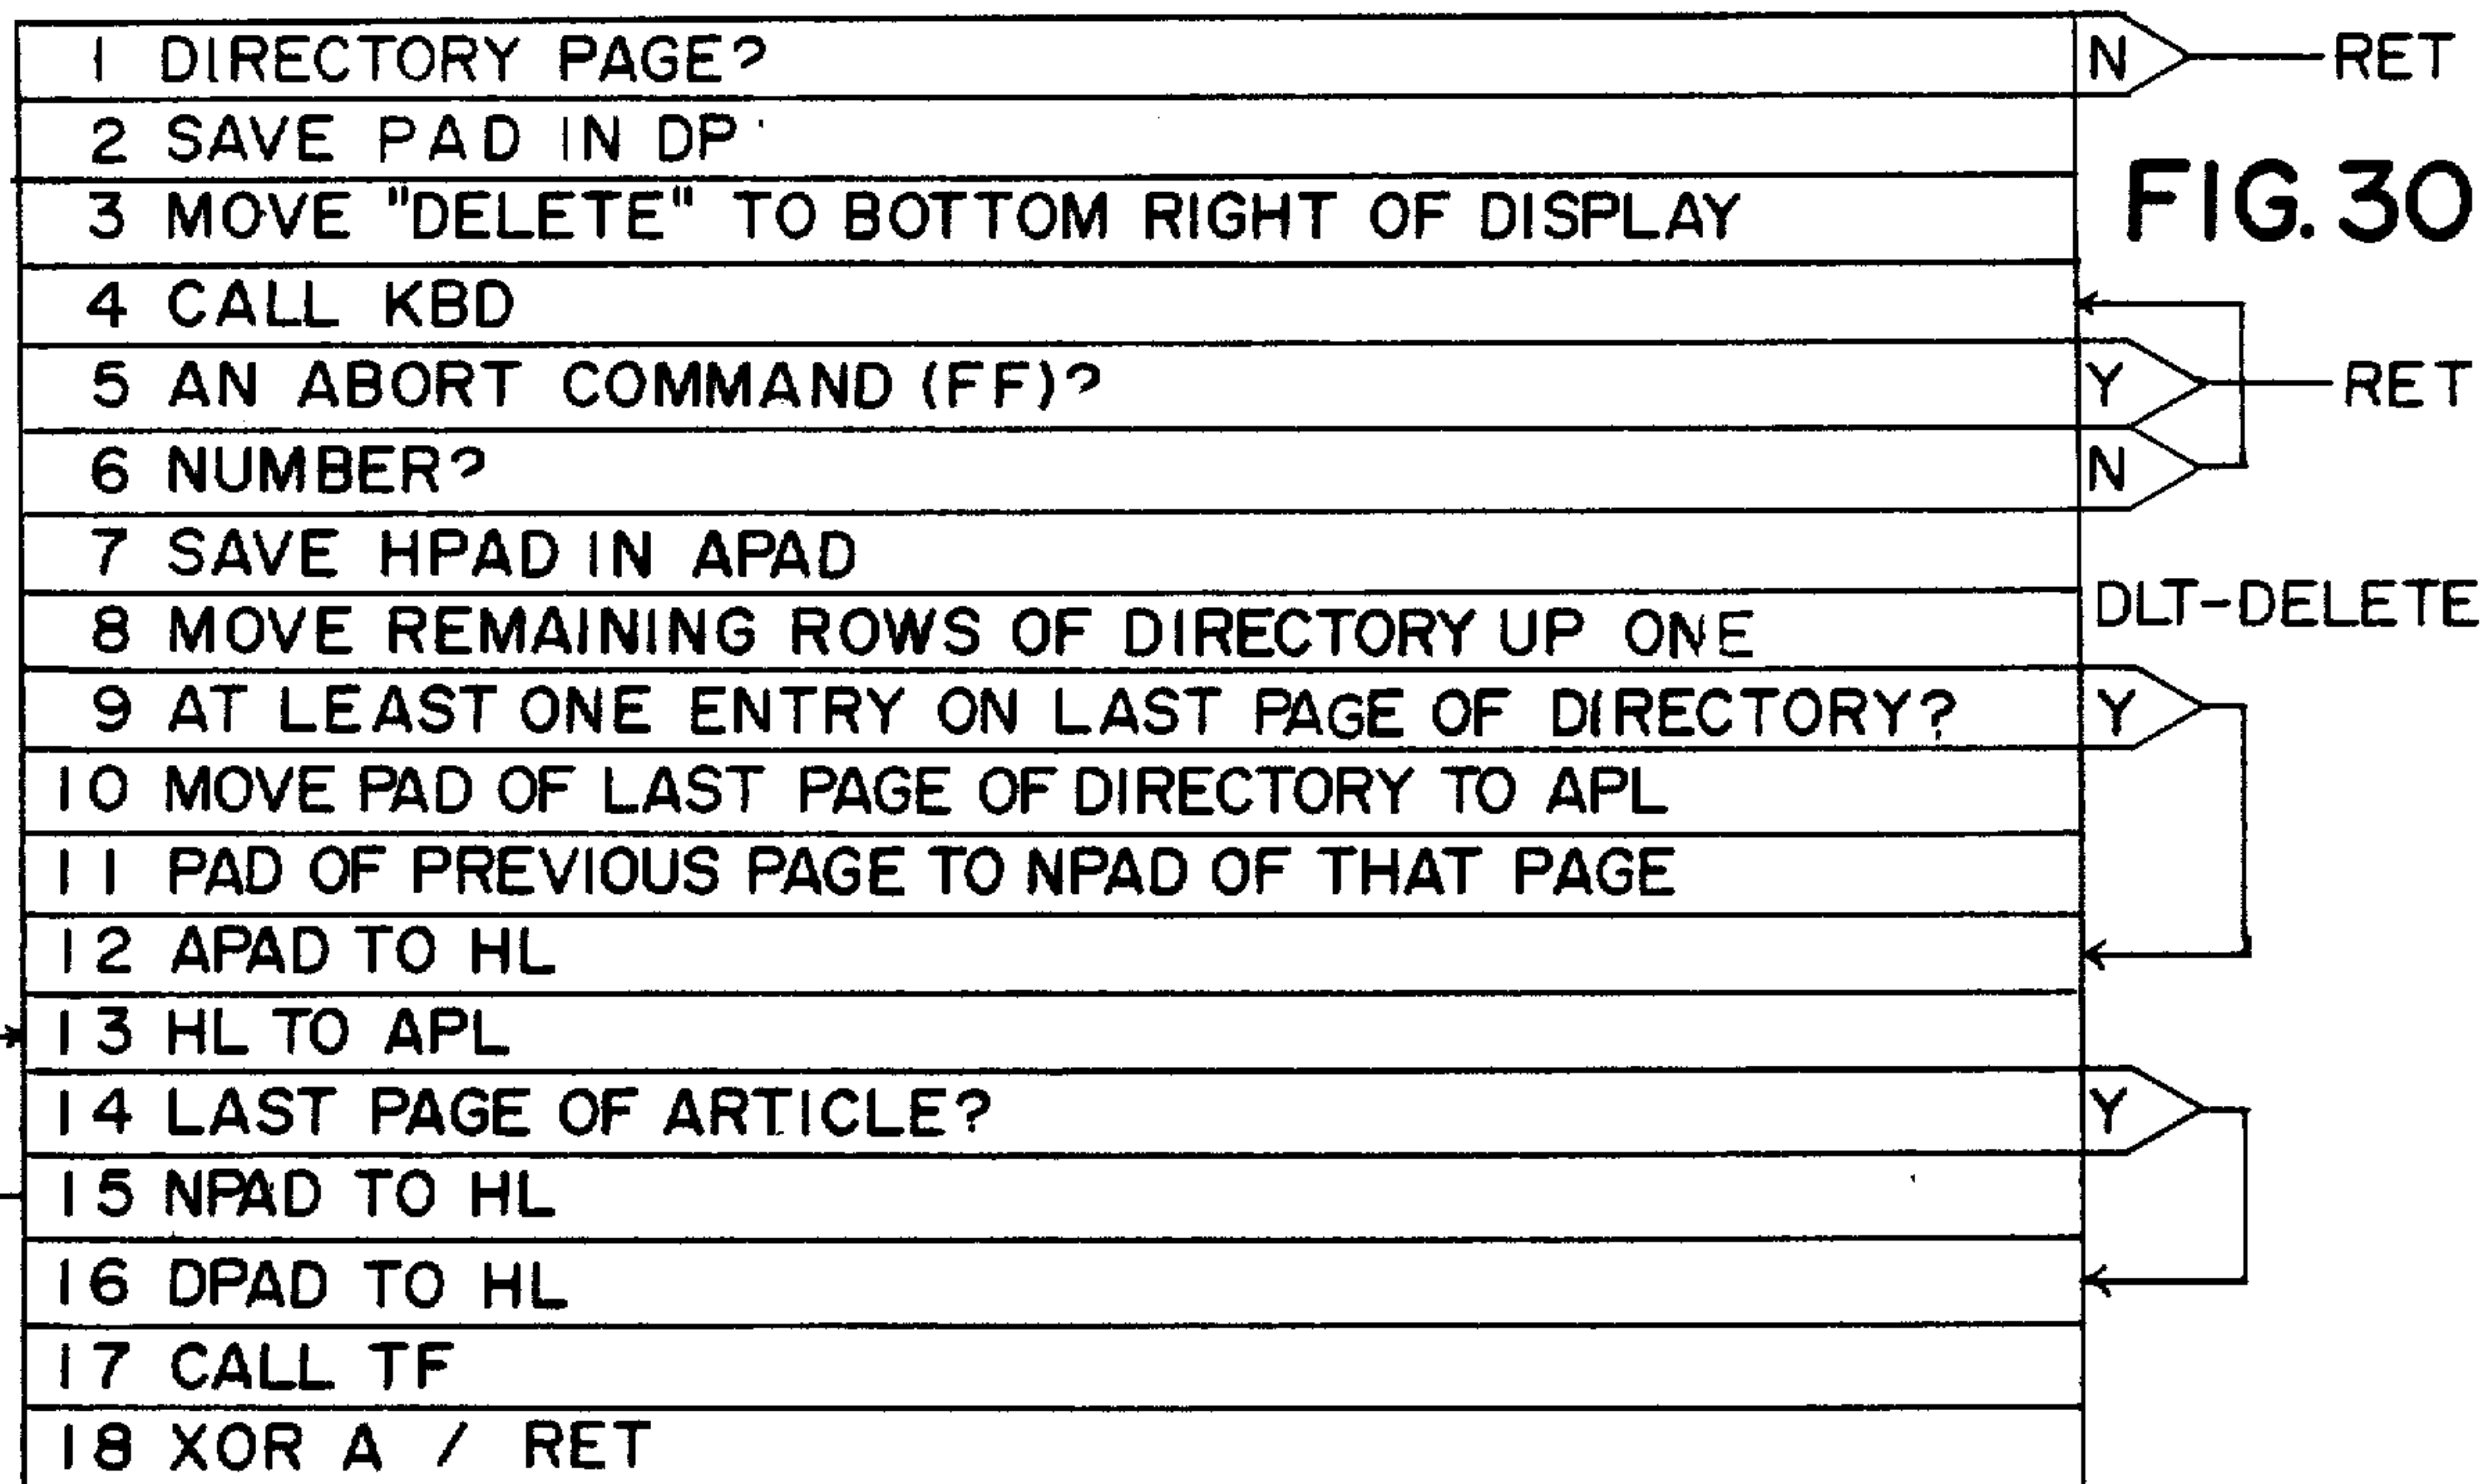 1 DIRECTORY PAGE? N RET
2 SAVE PAD IN DP
FIG. 30
3 MOVE "DELETE" TO BOTTOM RIGHT OF DISPLAY
4 CALL KBD
5 AN ABORT COMMAND (FF)? Y RET
6 NUMBER? N
7 SAVE HPAD IN APAD
DLT-DELETE
8 MOVE REMAINING ROWS OF DIRECTORY UP ONE
9 AT LEAST ONE ENTRY ON LAST PAGE OF DIRECTORY? Y
10 MOVE PAD OF LAST PAGE OF DIRECTORY TO APL
11 PAD OF PREVIOUS PAGE TO NPAD OF THAT PAGE
12 APAD TO HL
13 HL TO APL
14 LAST PAGE OF ARTICLE? Y
15 NPAD TO HL
16 DPAD TO HL
17 CALL TF
18 XOR A / RET